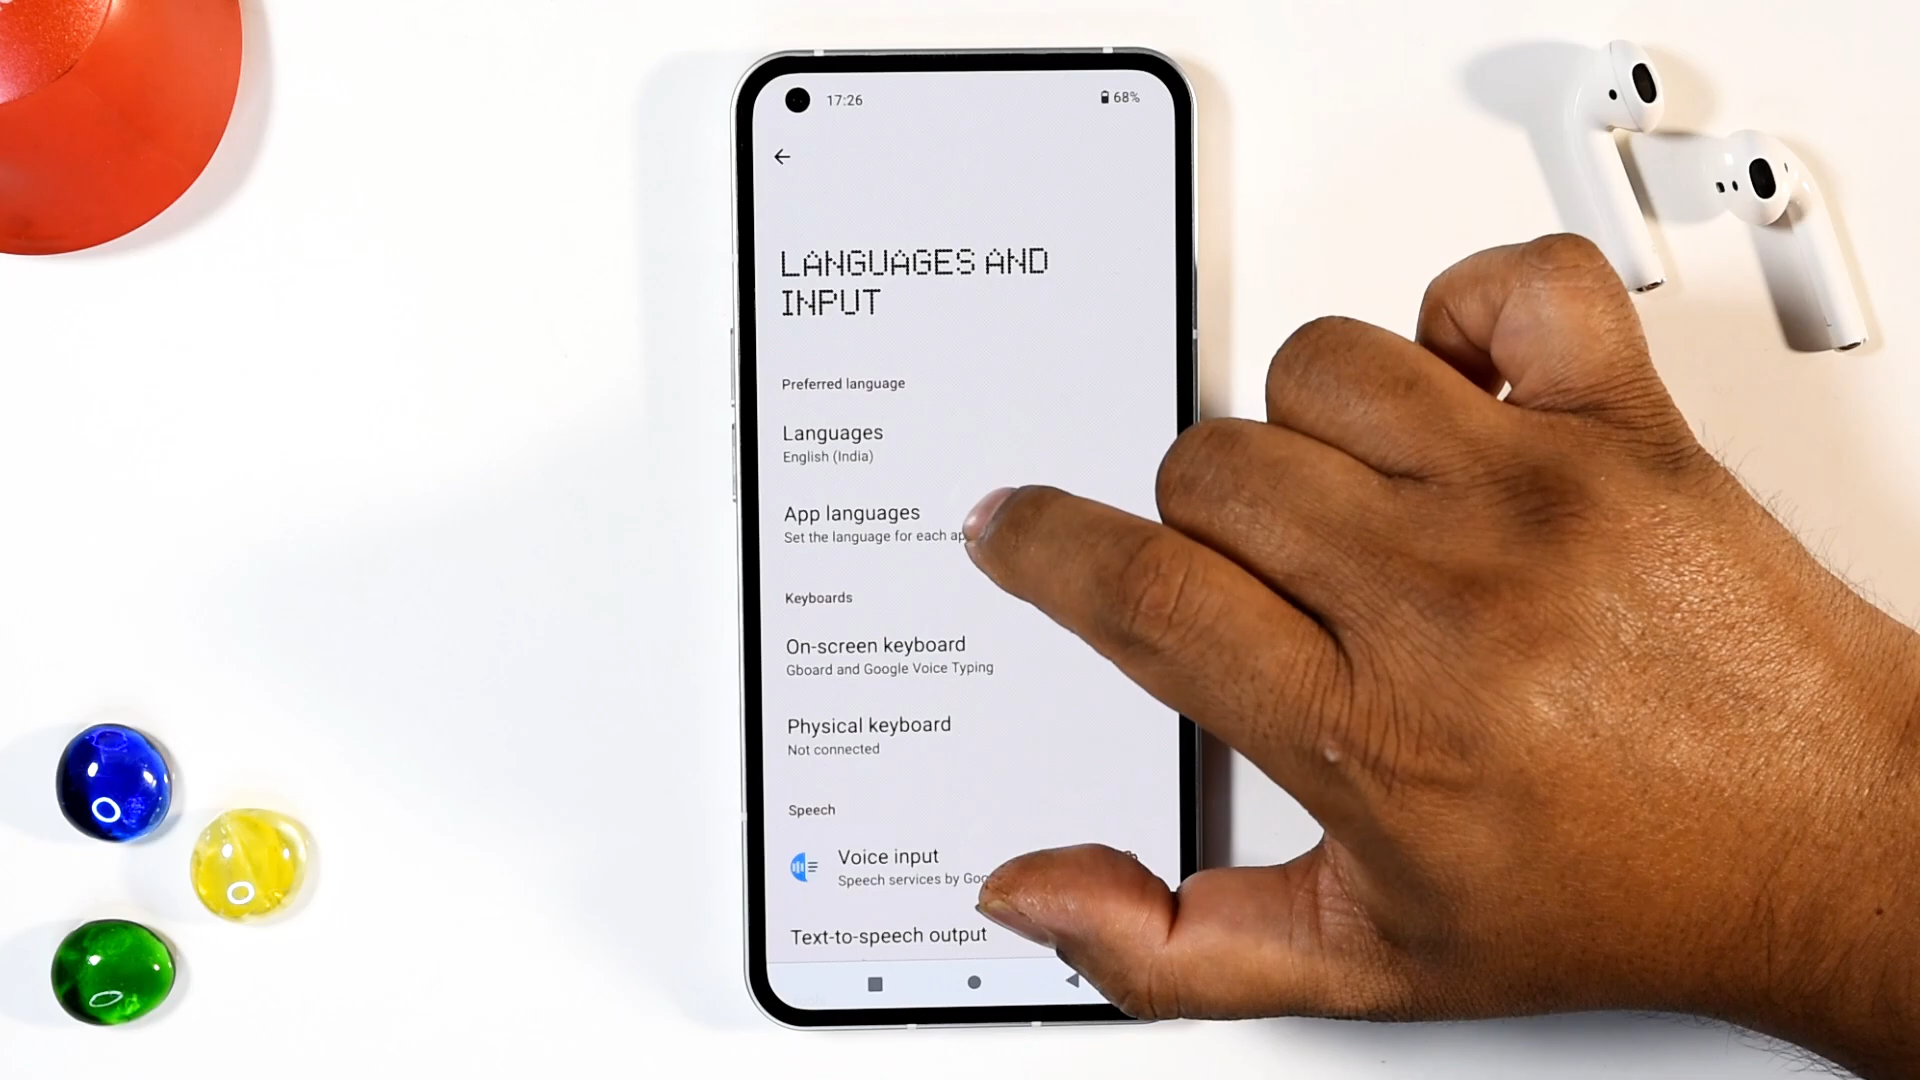 17:26
68%
LANGUAGES AND
INPUT
Preferred language
Languages
English (India)
App languages
Set the language for each
Keyboards
On-screen keyboard
Gboard and Google Voice Typing
Physical keyboard
Not connected
Speech
Voice input
Speech services by
Text-to-speech output